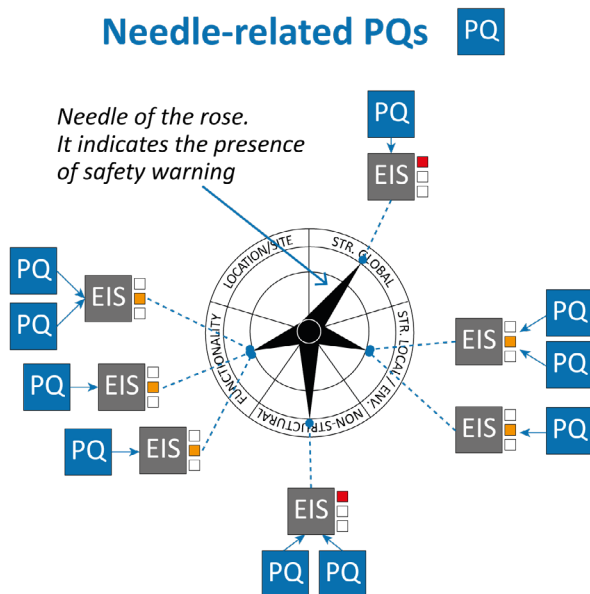 Needle-related PQs PQ
Needle of the rose.
It indicates the presence
of safety warning
PQ
EIS
LOCATION/SITE
STR. GLOBAL
STR. LOCAL / ENV.
NON-STRUCTURAL
FUNCTIONALITY
PQ
PQ
EIS
PQ
EIS
PQ
EIS
EIS
PQ
PQ
EIS
PQ
EIS
PQ
PQ